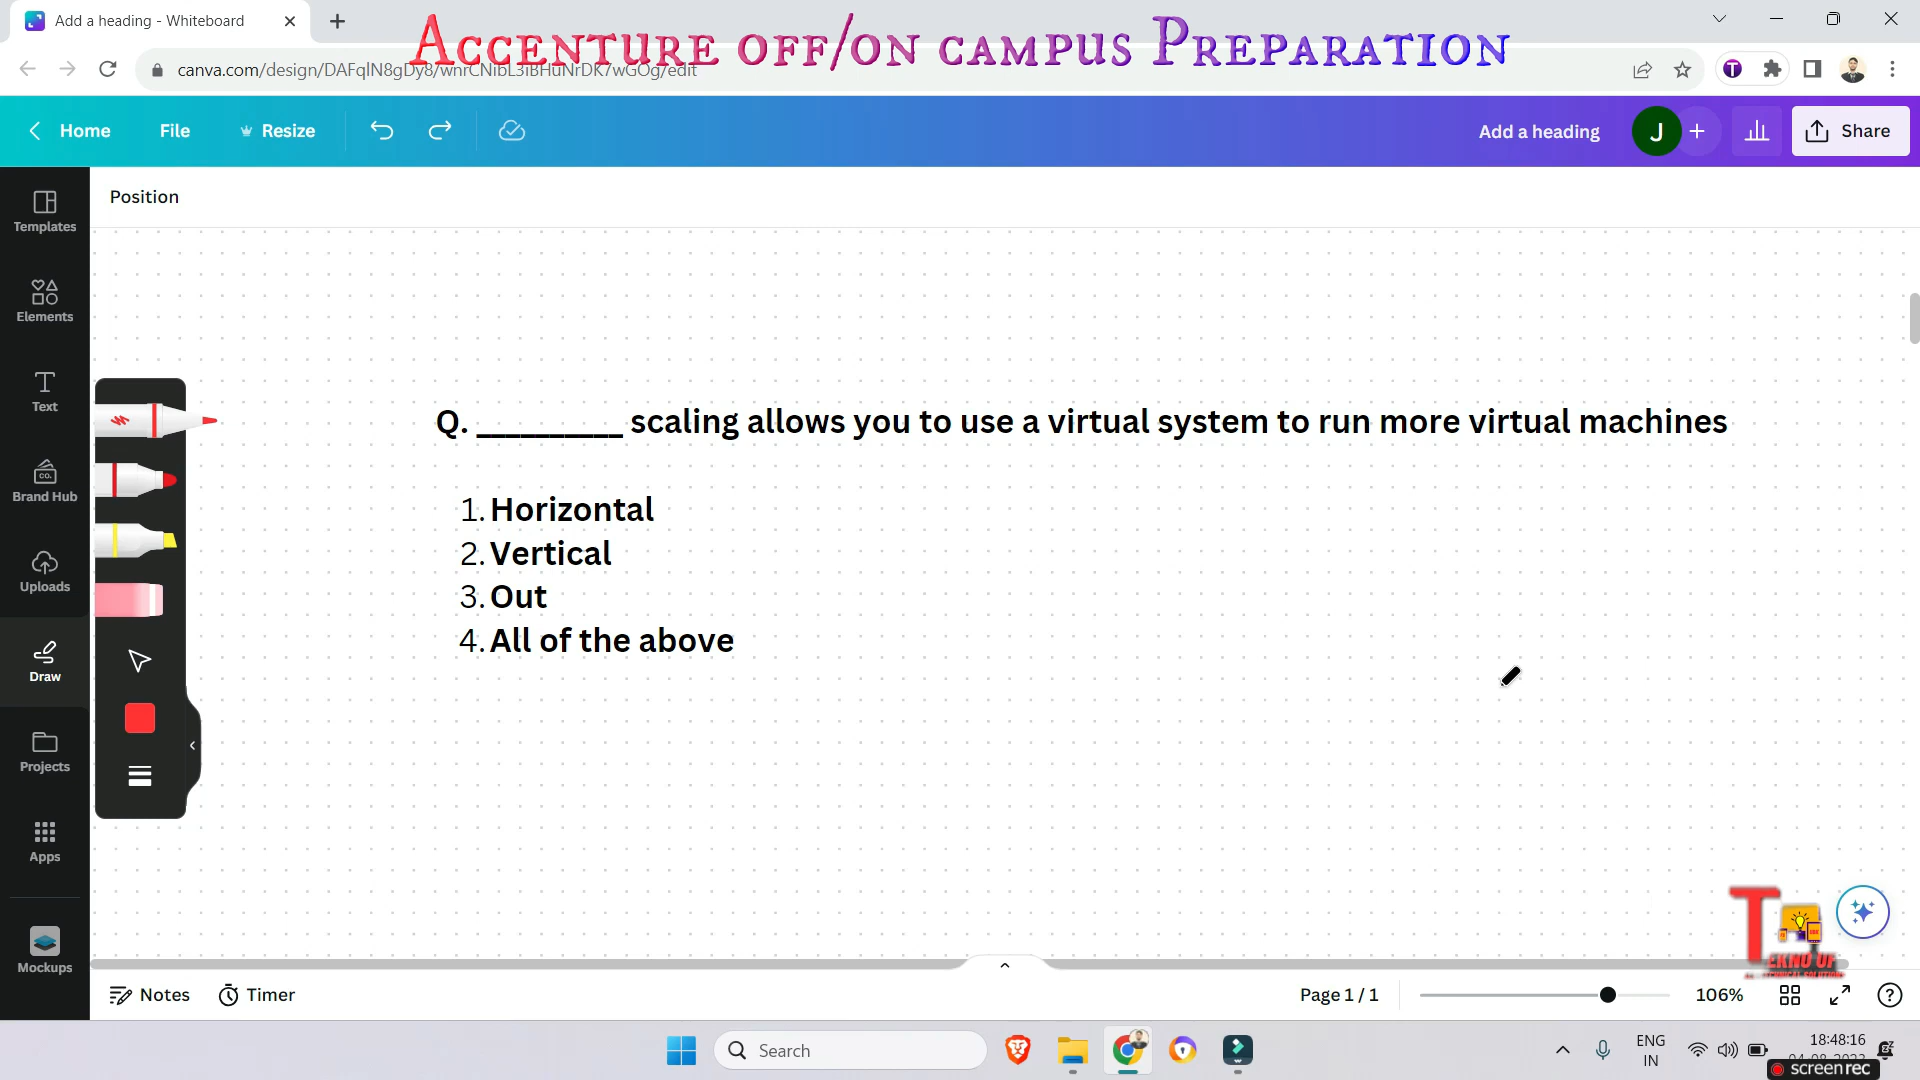 Add a heading - Whiteboard
Accenture off/on campus Preparation
canva.com/design/DAFqlN8gDy8/wnrCNibL3iBHuNrDK7wGOg/edit
Home
File
Resize
Add a heading
J
Share
Position
Templates
Elements
Text
Brand Hub
Uploads
Draw
Projects
Apps
Mockups
Q. __________ scaling allows you to use a virtual system to run more virtual machines
1. Horizontal
2. Vertical
3. Out
4. All of the above
Notes
Timer
Page 1 / 1
106%
Search
ENG
IN
18:48:16
screenrec